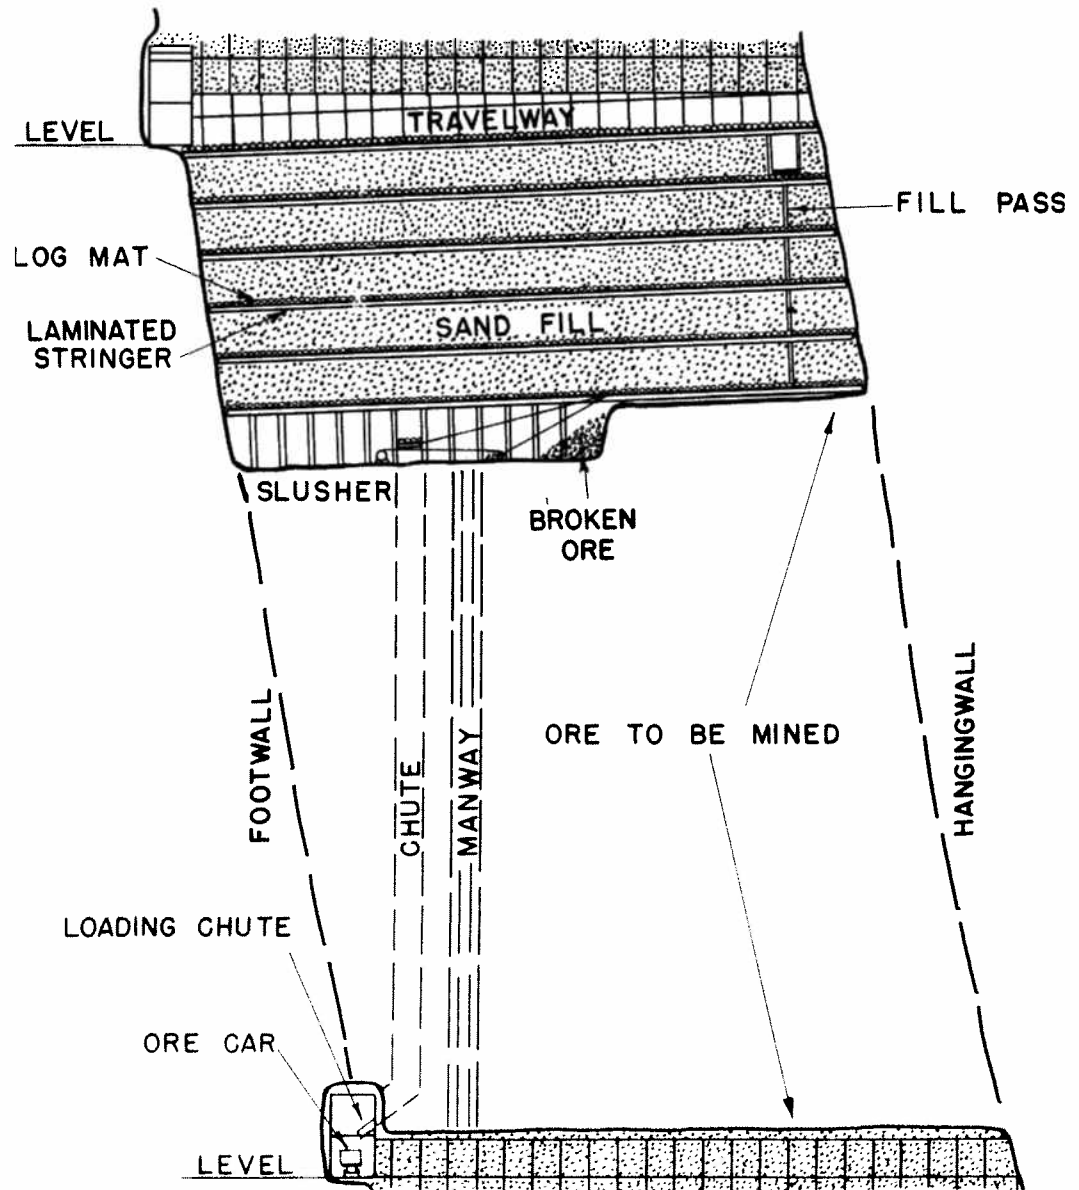 TRAVELWAY
LEVEL
FILL PASS
LOG MAT
LAMINATED
STRINGER
SAND FILL
SLUSHER
BROKEN
ORE
FOOTWALL
CHUTE
MANWAY
ORE TO BE MINED
HANGINGWALL
LOADING CHUTE
ORE CAR
LEVEL